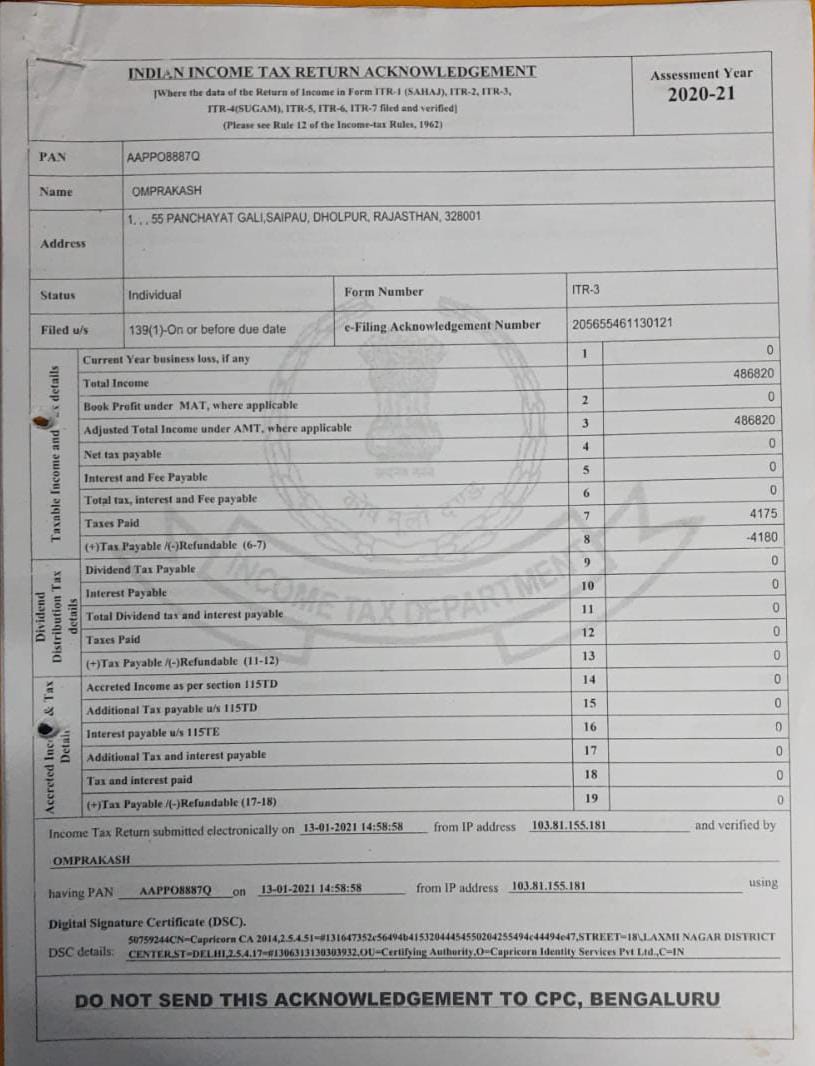 INDIAN INCOME TAX RETURN ACKNOWLEDGEMENT
[Where the data of the Return of Income in Form ITR-1 (SAHAJ), ITR-2, ITR-3,
ITR-4(SUGAM), ITR-5, ITR-6, ITR-7 filed and verified]
(Please see Rule 12 of the Income-tax Rules, 1962)
Assessment Year
2020-21
PAN AAPPO8887Q
Name OMPRAKASH
Address 1, , , 55 PANCHAYAT GALI,SAIPAU, DHOLPUR, RAJASTHAN, 328001
Status Individual Form Number ITR-3
Filed u/s 139(1)-On or before due date e-Filing Acknowledgement Number 205655461130121
Taxable Income and details
Current Year business loss, if any 1 0
Total Income 486820
Book Profit under MAT, where applicable 2 0
Adjusted Total Income under AMT, where applicable 3 486820
Net tax payable 4 0
Interest and Fee Payable 5 0
Total tax, interest and Fee payable 6 0
Taxes Paid 7 4175
(+)Tax Payable /(-)Refundable (6-7) 8 -4180
Dividend Distribution Tax details
Dividend Tax Payable 9 0
Interest Payable 10 0
Total Dividend tax and interest payable 11 0
Taxes Paid 12 0
(+)Tax Payable /(-)Refundable (11-12) 13 0
Accreted & Tax
Accreted Income as per section 115TD 14 0
Additional Tax payable u/s 115TD 15 0
Interest payable u/s 115TE 16 0
Additional Tax and interest payable 17 0
Tax and interest paid 18 0
(+)Tax Payable /(-)Refundable (17-18) 19 0
कोष मूलो दण्डः
INCOME TAX DEPARTMENT
Income Tax Return submitted electronically on 13-01-2021 14:58:58 from IP address 103.81.155.181 and verified by
OMPRAKASH
having PAN AAPPO8887Q on 13-01-2021 14:58:58 from IP address 103.81.155.181 using
Digital Signature Certificate (DSC).
DSC details: 50759244CN=Capricorn CA 2014,2.5.4.51=#131647352c56494b41532044454550204255494c44494e47,STREET=18\,LAXMI NAGAR DISTRICT
CENTER,ST=DELHI,2.5.4.17=#1306313130303932,OU=Certifying Authority,O=Capricorn Identity Services Pvt Ltd.,C=IN
DO NOT SEND THIS ACKNOWLEDGEMENT TO CPC, BENGALURU